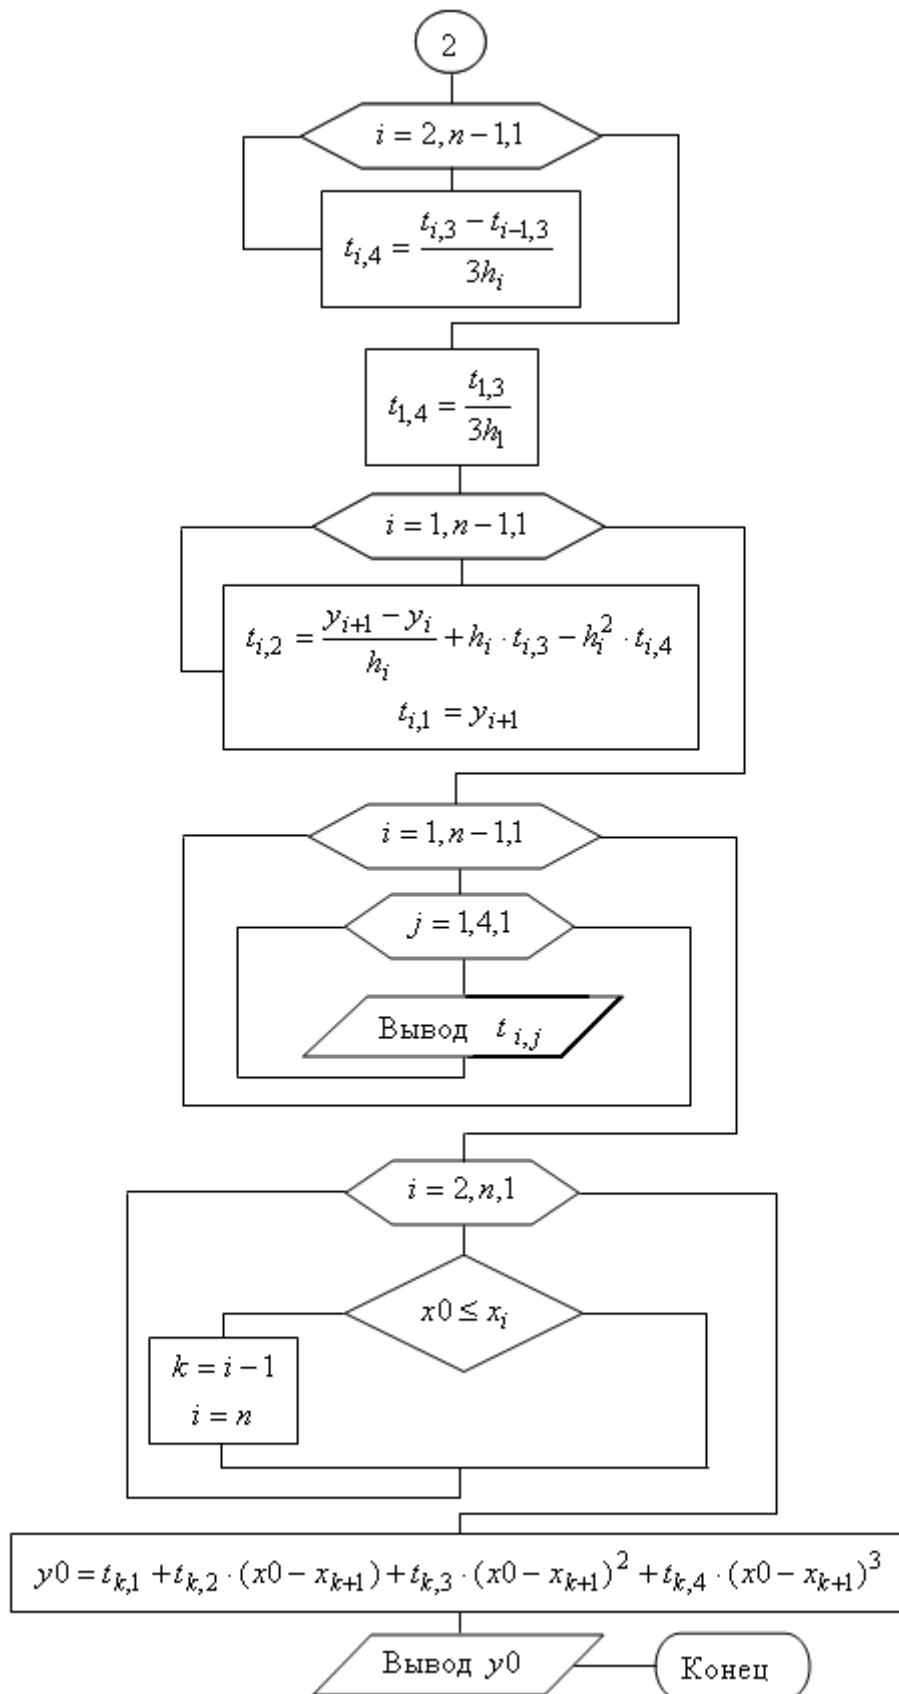 2
i = 2, n − 1,1
t_{i,4} = \frac{t_{i,3} − t_{i−1,3}}{3h_i}
t_{1,4} = \frac{t_{1,3}}{3h_1}
i = 1, n − 1,1
t_{i,2} = \frac{y_{i+1} − y_i}{h_i} + h_i · t_{i,3} − h_i^2 · t_{i,4}
t_{i,1} = y_{i+1}
i = 1, n − 1,1
j = 1,4,1
Вывод t_{i,j}
i = 2, n, 1
x0 ≤ x_i
k = i − 1
i = n
y0 = t_{k,1} + t_{k,2} · (x0 − x_{k+1}) + t_{k,3} · (x0 − x_{k+1})^2 + t_{k,4} · (x0 − x_{k+1})^3
Вывод y0
Конец